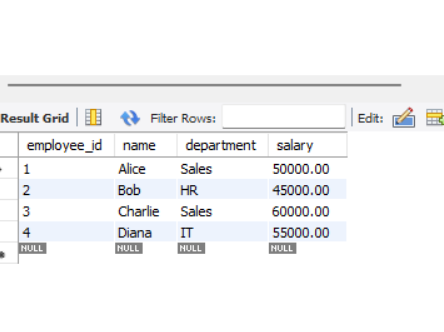 Result Grid Filter Rows: Edit:
employee_id name department salary
1 Alice Sales 50000.00
2 Bob HR 45000.00
3 Charlie Sales 60000.00
4 Diana IT 55000.00
NULL NULL NULL NULL